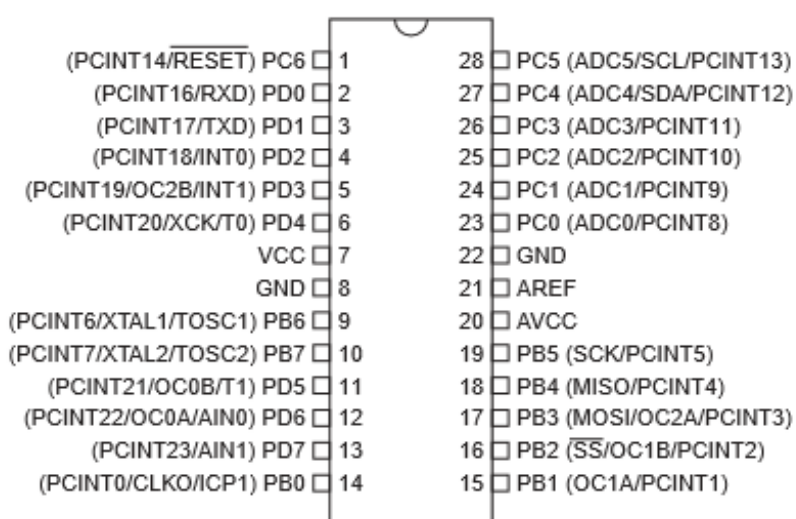 (PCINT14/RESET) PC6 1 28 PC5 (ADC5/SCL/PCINT13)
(PCINT16/RXD) PD0 2 27 PC4 (ADC4/SDA/PCINT12)
(PCINT17/TXD) PD1 3 26 PC3 (ADC3/PCINT11)
(PCINT18/INT0) PD2 4 25 PC2 (ADC2/PCINT10)
(PCINT19/OC2B/INT1) PD3 5 24 PC1 (ADC1/PCINT9)
(PCINT20/XCK/T0) PD4 6 23 PC0 (ADC0/PCINT8)
VCC 7 22 GND
GND 8 21 AREF
(PCINT6/XTAL1/TOSC1) PB6 9 20 AVCC
(PCINT7/XTAL2/TOSC2) PB7 10 19 PB5 (SCK/PCINT5)
(PCINT21/OC0B/T1) PD5 11 18 PB4 (MISO/PCINT4)
(PCINT22/OC0A/AIN0) PD6 12 17 PB3 (MOSI/OC2A/PCINT3)
(PCINT23/AIN1) PD7 13 16 PB2 (SS/OC1B/PCINT2)
(PCINT0/CLKO/ICP1) PB0 14 15 PB1 (OC1A/PCINT1)